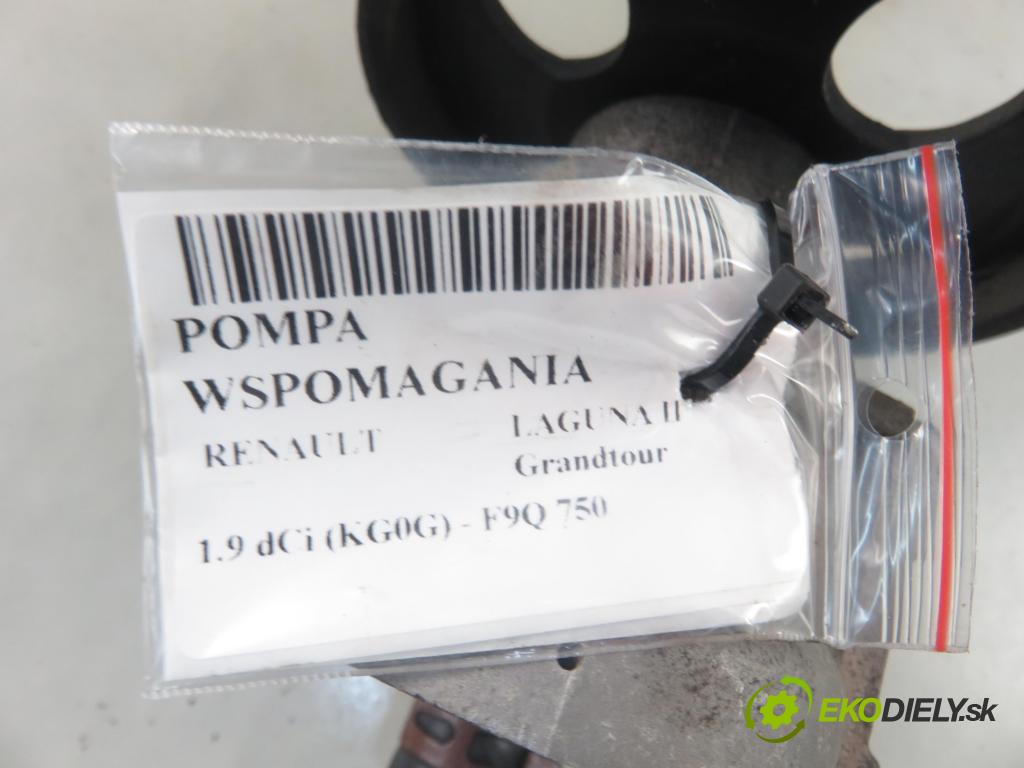 POMPA
WSPOMAGANIA
RENAULT LAGUNA II
Grandtour
1.9 dCi (KG0G) - F9Q 750
EKODIELY.sk